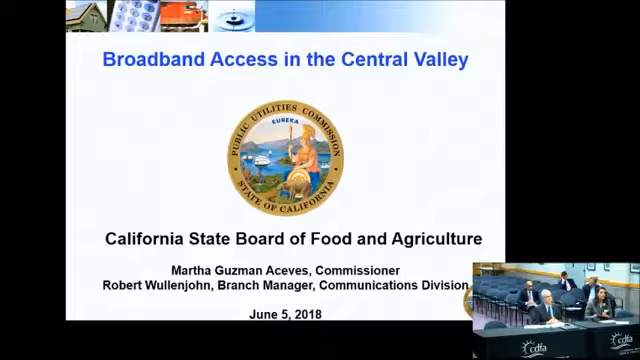 Broadband Access in the Central Valley
PUBLIC UTILITIES COMMISSION
EUREKA
STATE OF CALIFORNIA
California State Board of Food and Agriculture
Martha Guzman Aceves, Commissioner
Robert Wullenjohn, Branch Manager, Communications Division
June 5, 2018
cdfa
cdfa